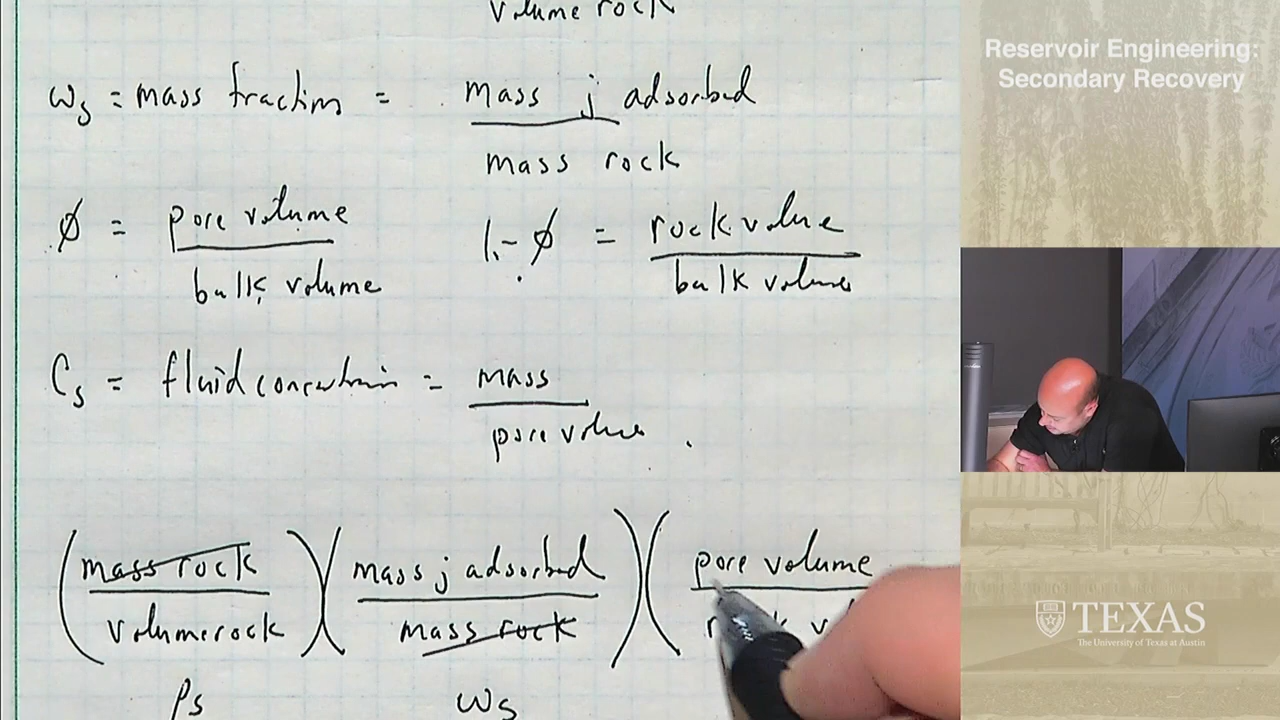 volume rock
ωs = mass fraction = mass j adsorbed
mass rock
φ = pore volume
bulk volume
1-φ = rock volume
bulk volume
Cs = fluid concentration = mass
pore volume
(mass rock)(mass j adsorbed)(pore volume
volume rock mass rock
ρs ωs
Reservoir Engineering:
Secondary Recovery
TEXAS
The University of Texas at Austin